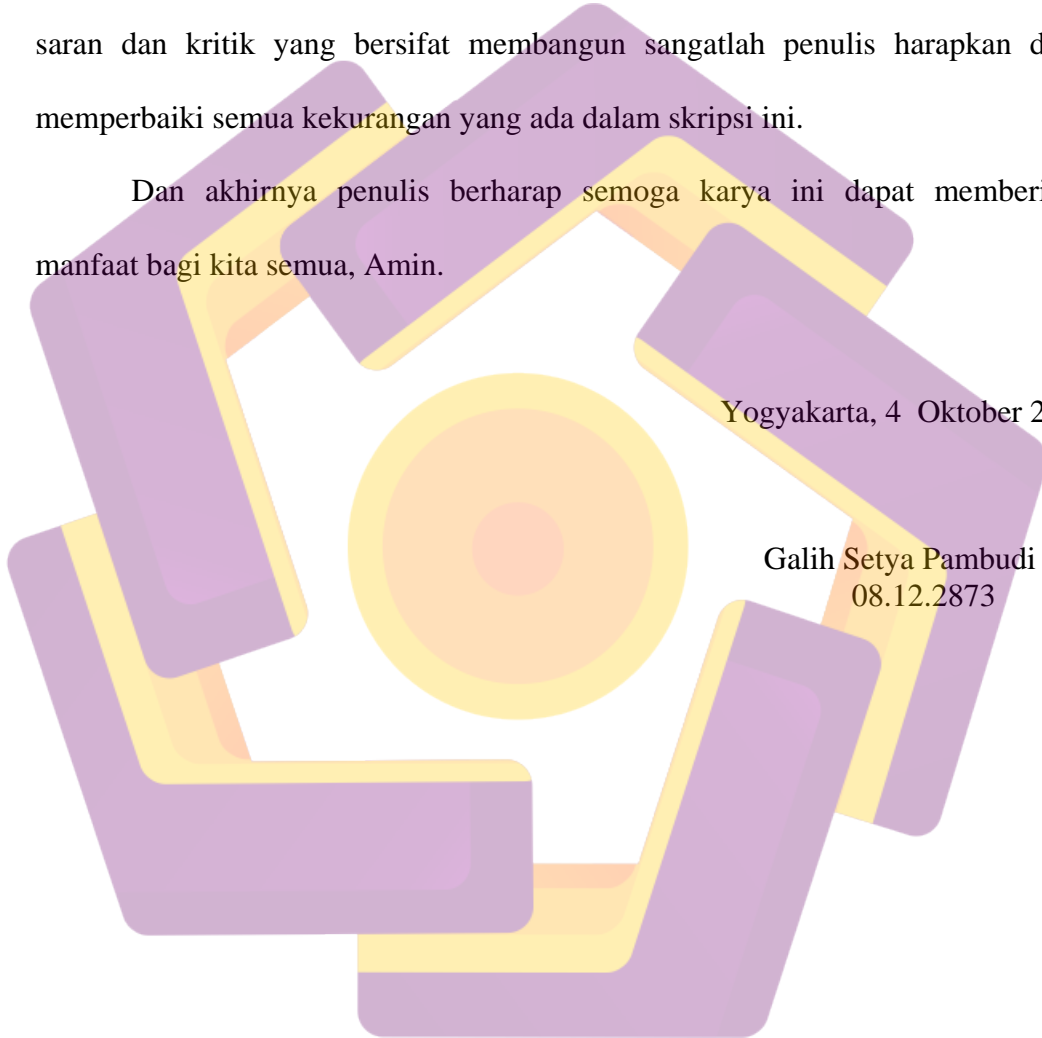 saran dan kritik yang bersifat membangun sangatlah penulis harapkan d
memperbaiki semua kekurangan yang ada dalam skripsi ini.
Dan akhirnya penulis berharap semoga karya ini dapat memberi
manfaat bagi kita semua, Amin.
Yogyakarta, 4 Oktober 2
Galih Setya Pambudi
08.12.2873